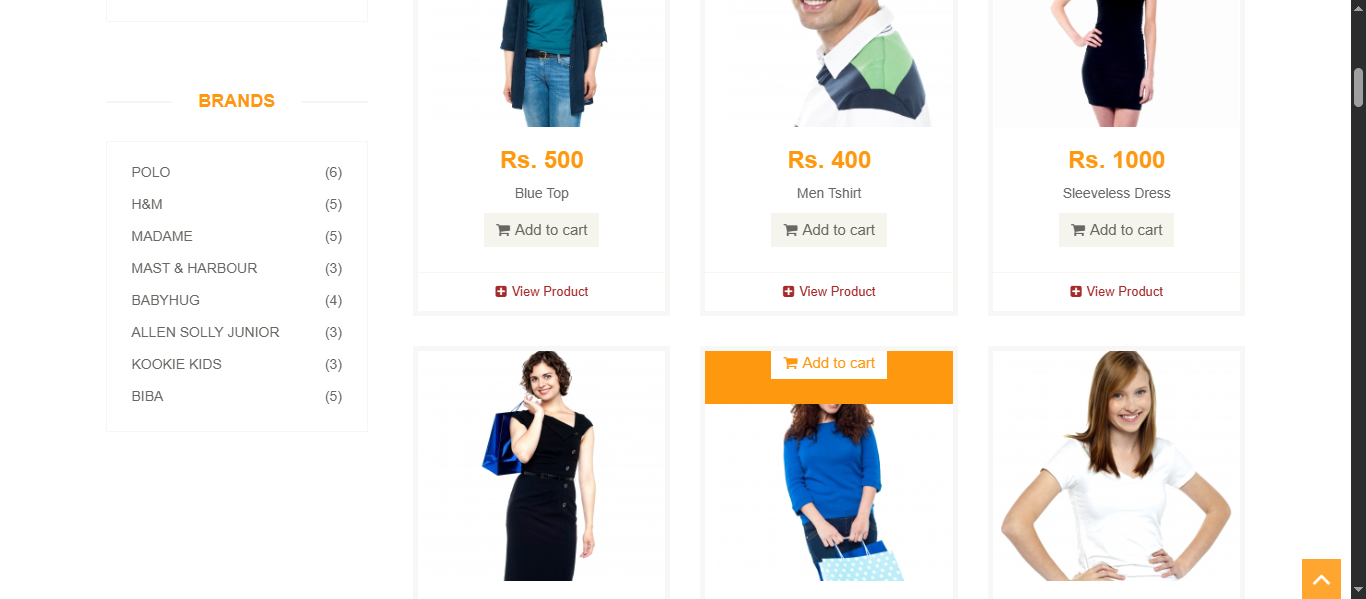 BRANDS
POLO (6)
H&M (5)
MADAME (5)
MAST & HARBOUR (3)
BABYHUG (4)
ALLEN SOLLY JUNIOR (3)
KOOKIE KIDS (3)
BIBA (5)
Rs. 500
Blue Top
Add to cart
View Product
Rs. 400
Men Tshirt
Add to cart
View Product
Rs. 1000
Sleeveless Dress
Add to cart
View Product
Add to cart